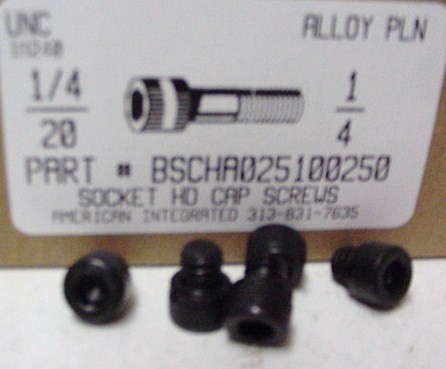 UNC
ALLOY PLN
1/4
20
1
4
PART # BSCHA025100250
SOCKET HD CAP SCREWS
AMERICAN INTEGRATED 313-831-7635